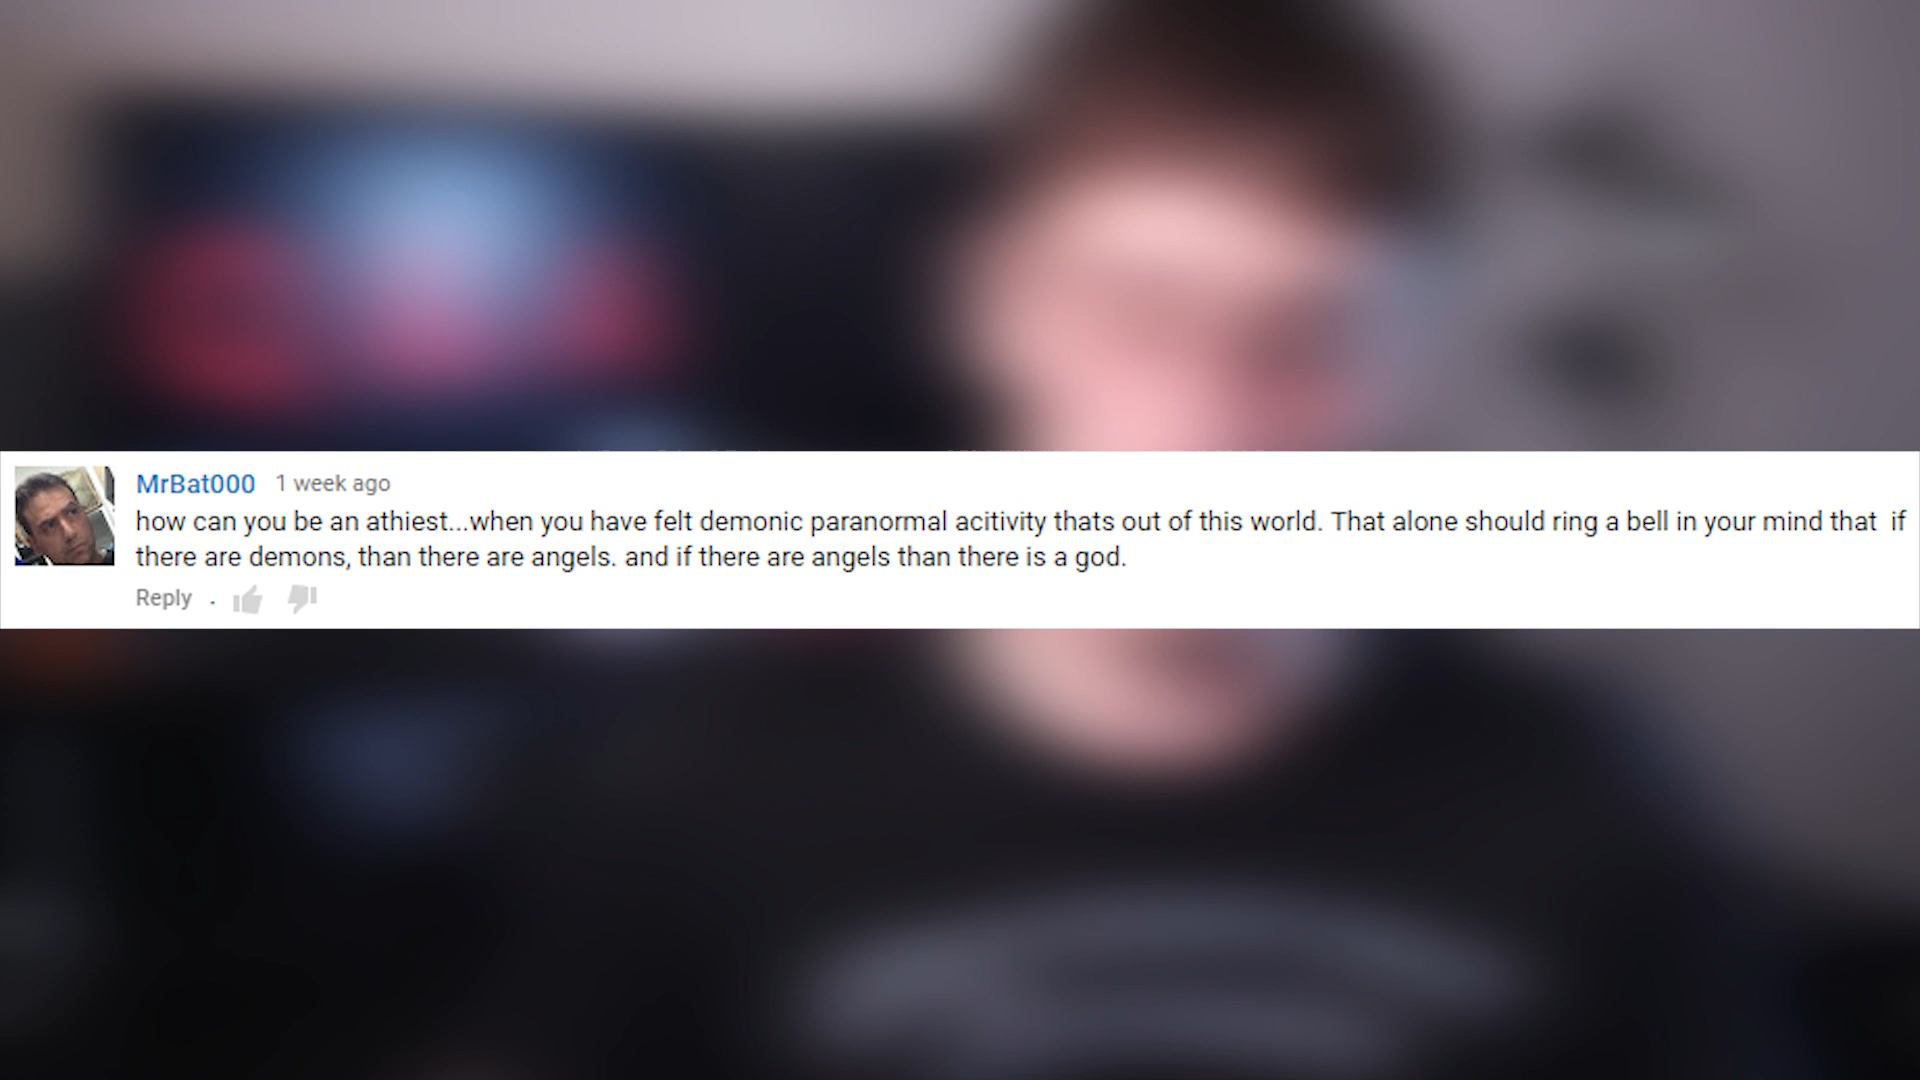 MrBat000 1 week ago
how can you be an athiest...when you have felt demonic paranormal acitivity thats out of this world. That alone should ring a bell in your mind that  if
there are demons, than there are angels. and if there are angels than there is a god.
Reply .